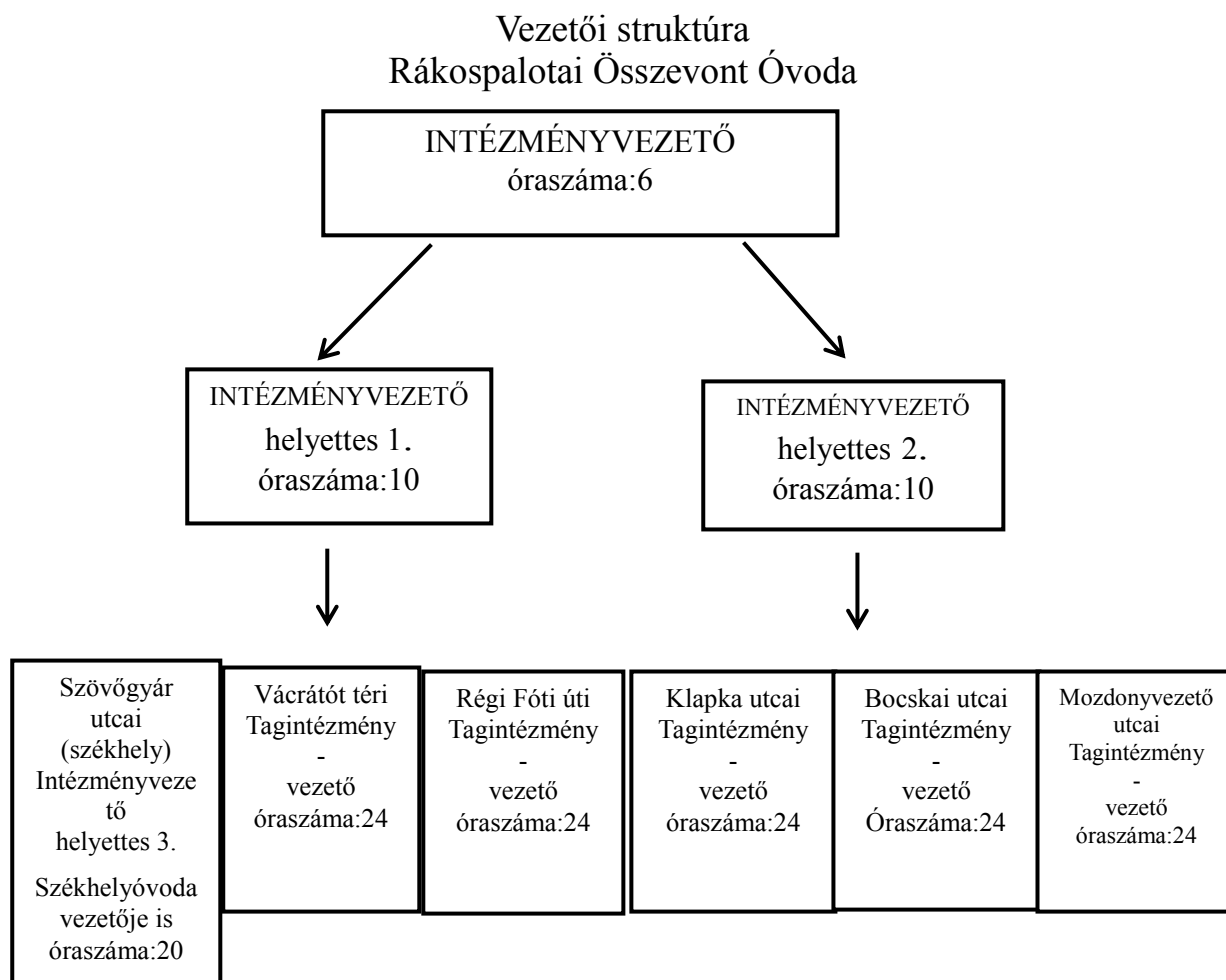 Vezetői struktúra
Rákospalotai Összevont Óvoda
INTÉZMÉNYVEZETŐ
óraszáma:6
INTÉZMÉNYVEZETŐ
helyettes 1.
óraszáma:10
INTÉZMÉNYVEZETŐ
helyettes 2.
óraszáma:10
Szövőgyár
utcai
(székhely)
Intézményveze
tő
helyettes 3.
Székhelyóvoda
vezetője is
óraszáma:20
Vácrátót téri
Tagintézmény
-
vezető
óraszáma:24
Régi Fóti úti
Tagintézmény
-
vezető
óraszáma:24
Klapka utcai
Tagintézmény
-
vezető
óraszáma:24
Bocskai utcai
Tagintézmény
-
vezető
Óraszáma:24
Mozdonyvezető
utcai
Tagintézmény
-
vezető
óraszáma:24